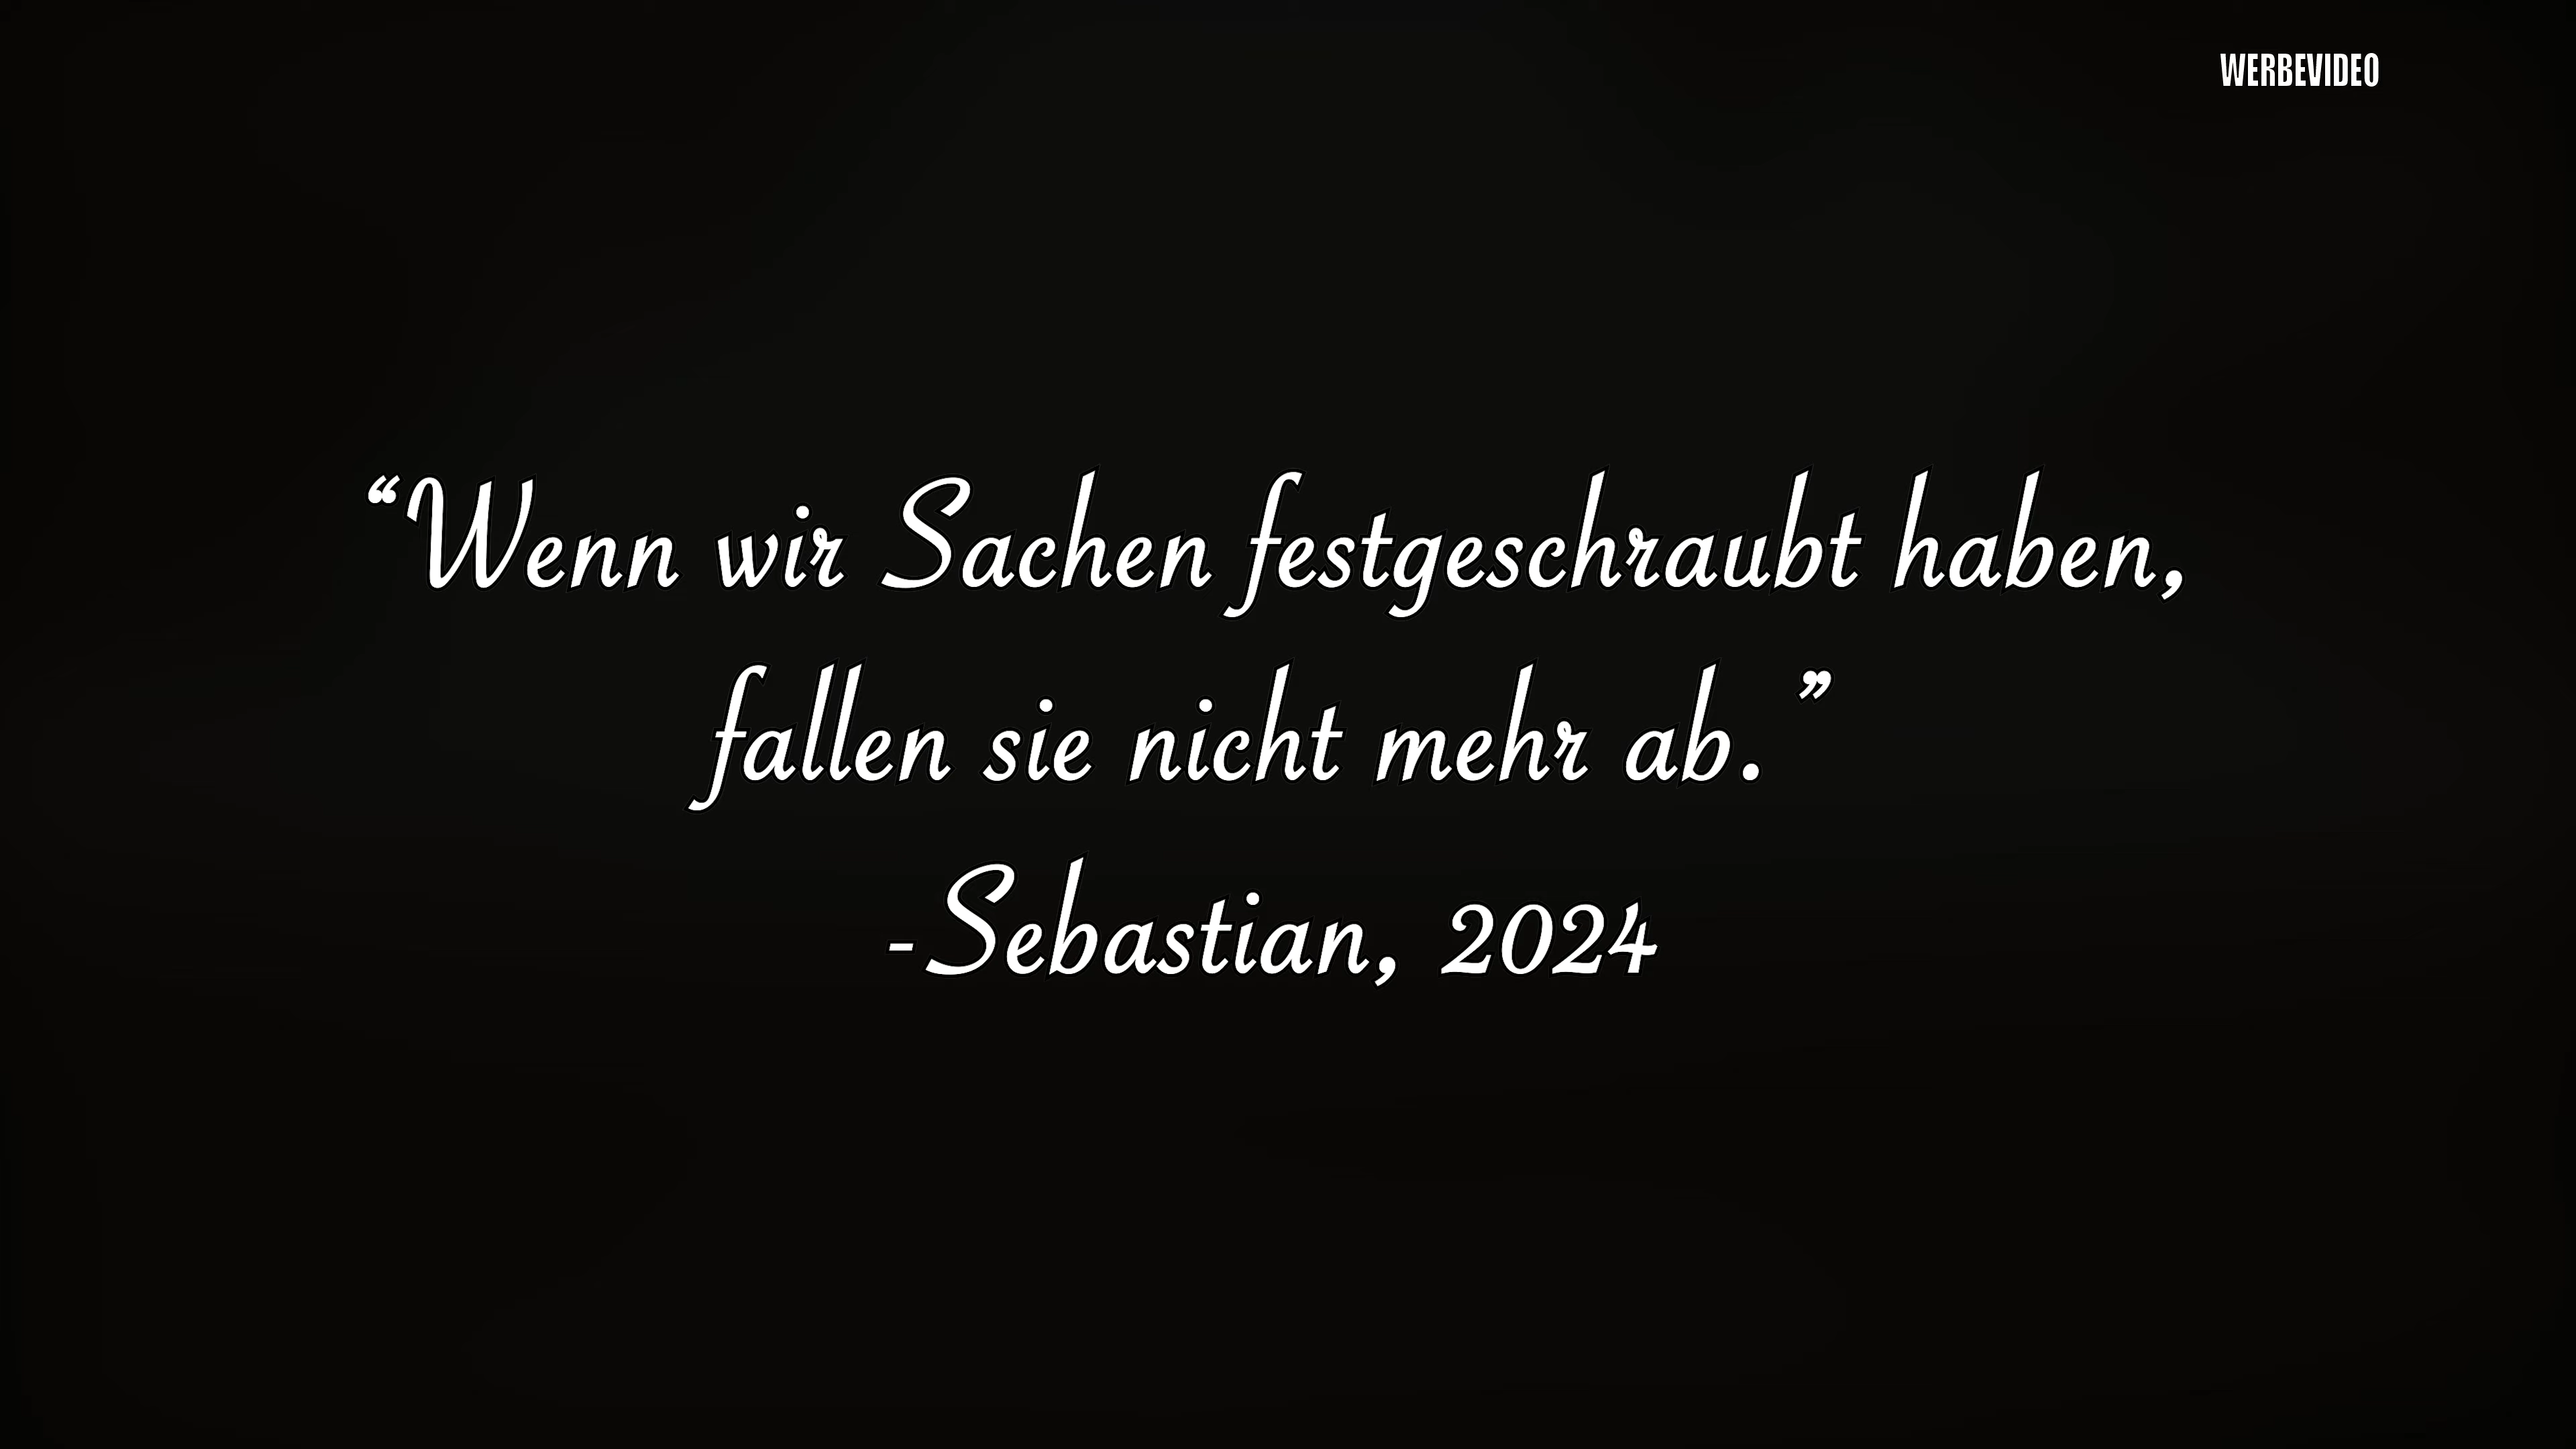 WERBEVIDEO
“Wenn wir Sachen festgeschraubt haben,
fallen sie nicht mehr ab.”
-Sebastian, 2024